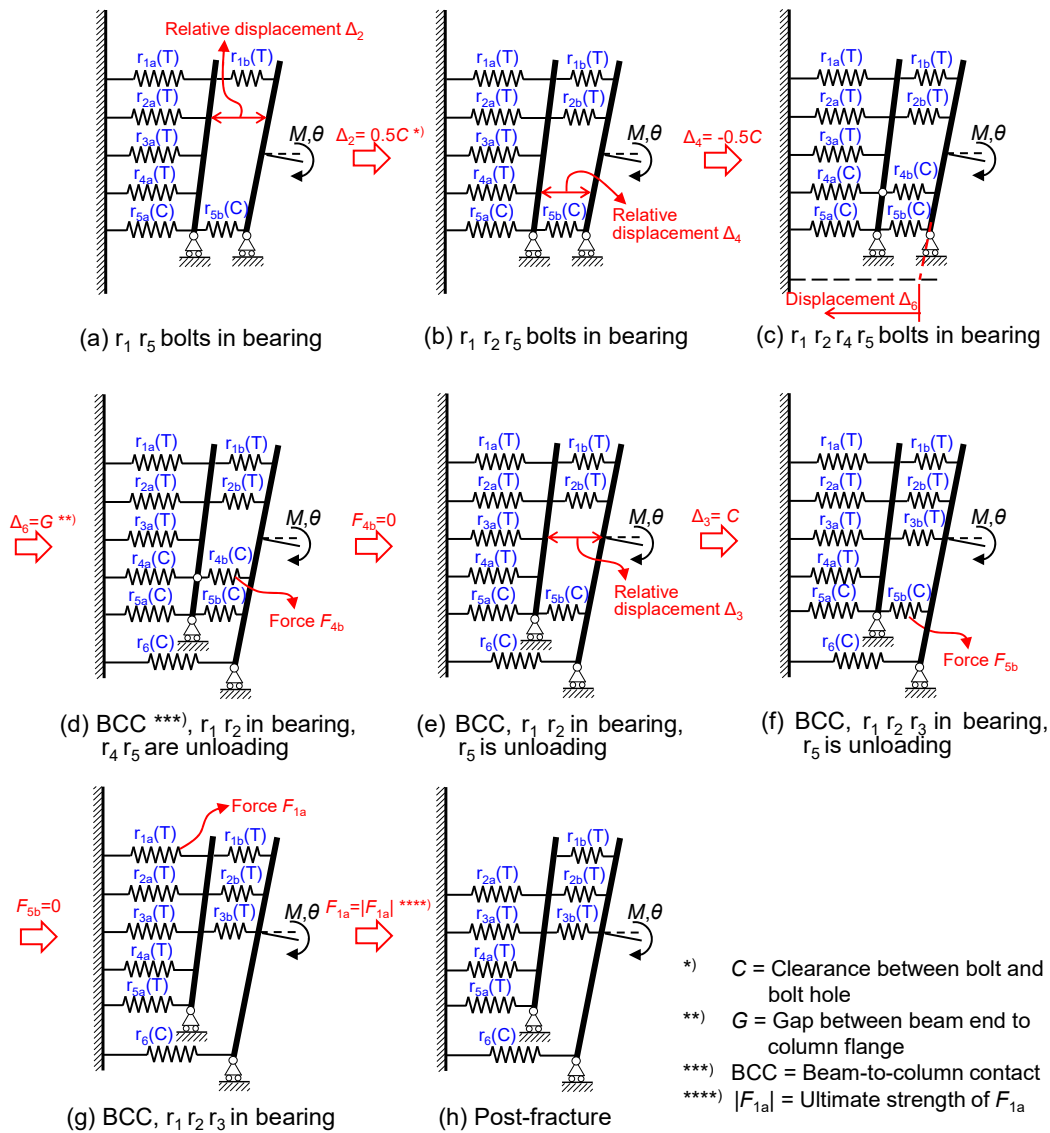 Relative displacement Δ2
r1a(T)
r1b(T)
r2a(T)
r3a(T)
r4a(T)
r5a(C)
r5b(C)
M,θ
(a) r1 r5 bolts in bearing
Δ2= 0.5C *)
r1a(T)
r1b(T)
r2a(T)
r2b(T)
r3a(T)
r4a(T)
r5a(C)
r5b(C)
M,θ
Relative
displacement Δ4
(b) r1 r2 r5 bolts in bearing
Δ4= -0.5C
r1a(T)
r1b(T)
r2a(T)
r2b(T)
r3a(T)
r4a(C)
r4b(C)
r5a(C)
r5b(C)
M,θ
Displacement Δ6
(c) r1 r2 r4 r5 bolts in bearing
Δ6=G **)
r1a(T)
r1b(T)
r2a(T)
r2b(T)
r3a(T)
r4a(C)
r4b(C)
r5a(C)
r5b(C)
r6(C)
M,θ
Force F4b
(d) BCC ***), r1 r2 in bearing,
r4 r5 are unloading
F4b=0
r1a(T)
r1b(T)
r2a(T)
r2b(T)
r3a(T)
r4a(T)
r5a(C)
r5b(C)
r6(C)
M,θ
Relative
displacement Δ3
(e) BCC, r1 r2 in bearing,
r5 is unloading
Δ3= C
r1a(T)
r1b(T)
r2a(T)
r2b(T)
r3a(T)
r3b(T)
r4a(T)
r5a(C)
r5b(C)
r6(C)
M,θ
Force F5b
(f) BCC, r1 r2 r3 in bearing,
r5 is unloading
F5b=0
Force F1a
r1a(T)
r1b(T)
r2a(T)
r2b(T)
r3a(T)
r3b(T)
r4a(T)
r5a(T)
r6(C)
M,θ
(g) BCC, r1 r2 r3 in bearing
F1a=|F1a| ****)
r1b(T)
r2a(T)
r2b(T)
r3a(T)
r3b(T)
r4a(T)
r5a(T)
r6(C)
M,θ
(h) Post-fracture
*) C = Clearance between bolt and
bolt hole
**) G = Gap between beam end to
column flange
***) BCC = Beam-to-column contact
****) |F1a| = Ultimate strength of F1a